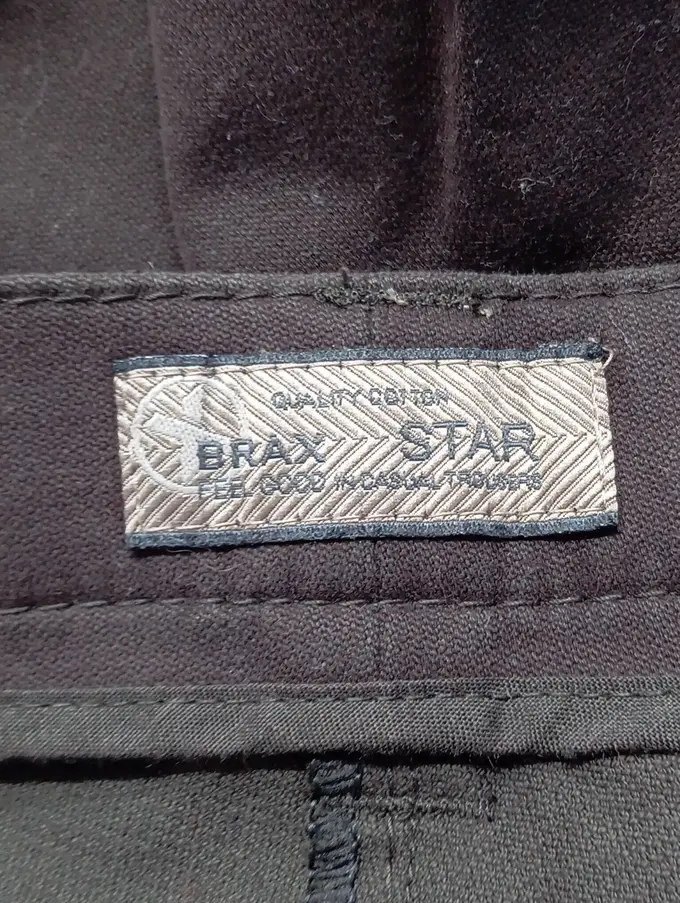 QUALITY COTTON
BRAX STAR
FEEL GOOD IN CASUAL TROUSERS